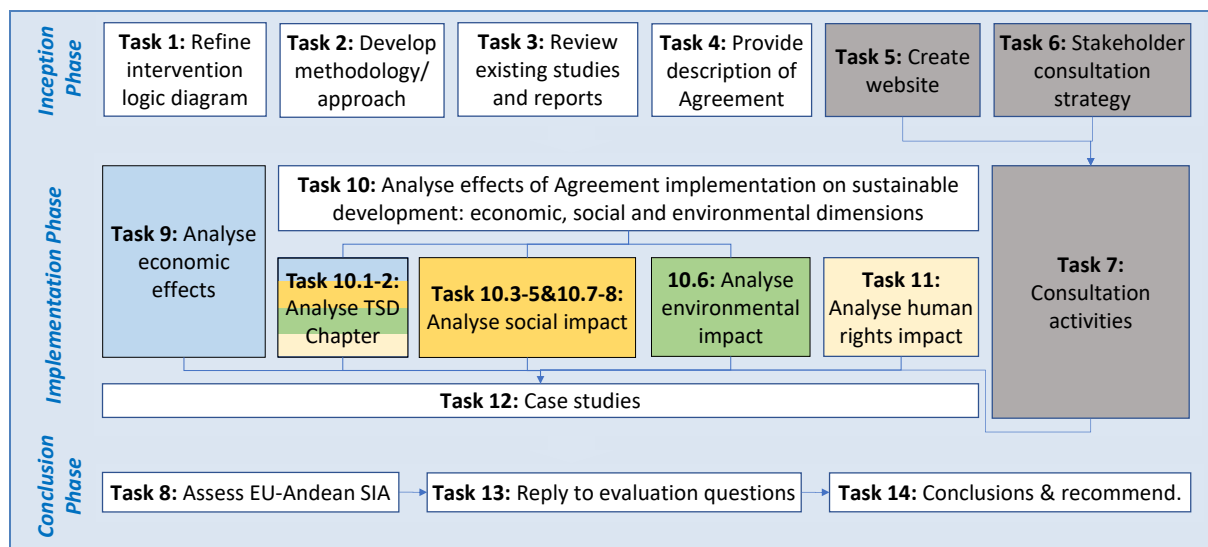 Inception
Phase
Task 1: Refine
intervention
logic diagram
Task 2: Develop
methodology/
approach
Task 3: Review
existing studies
and reports
Task 4: Provide
description of
Agreement
Task 5: Create
website
Task 6: Stakeholder
consultation
strategy
Implementation Phase
Task 9: Analyse
economic
effects
Task 10: Analyse effects of Agreement implementation on sustainable
development: economic, social and environmental dimensions
Task 10.1-2:
Analyse TSD
Chapter
Task 10.3-5&10.7-8:
Analyse social impact
10.6: Analyse
environmental
impact
Task 11:
Analyse human
rights impact
Task 7:
Consultation
activities
Task 12: Case studies
Conclusion
Phase
Task 8: Assess EU-Andean SIA
Task 13: Reply to evaluation questions
Task 14: Conclusions & recommend.